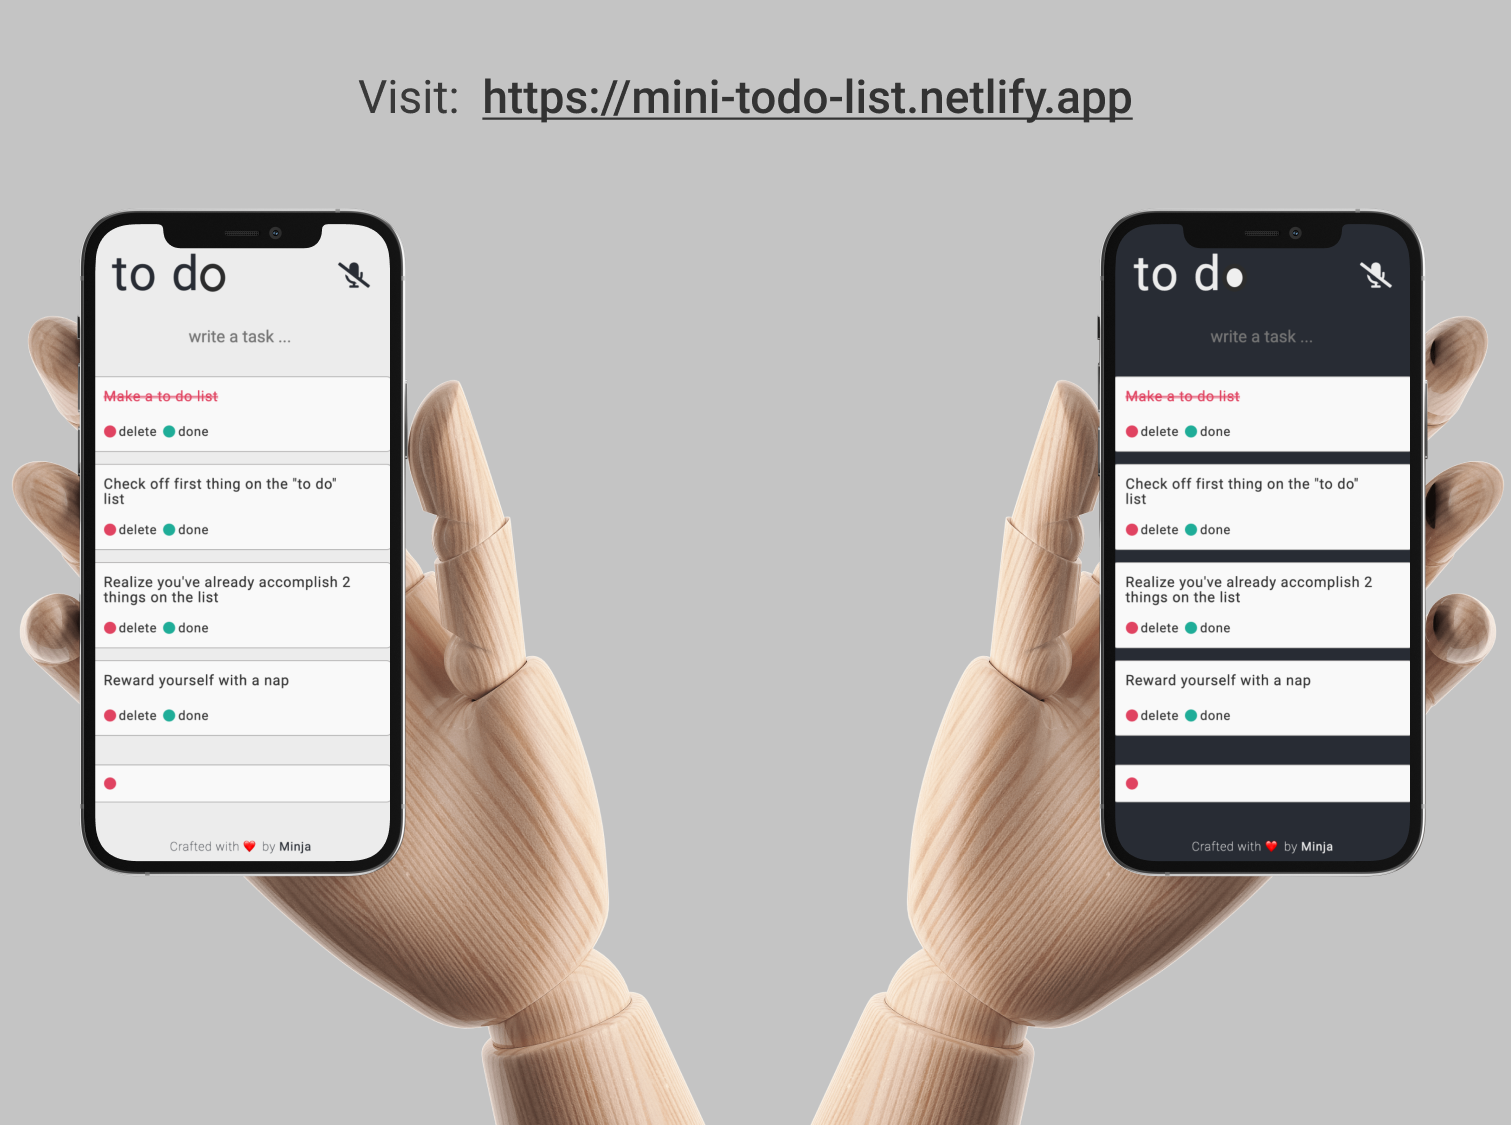 Visit: https://mini-todo-list.netlify.app
to do
write a task ...
Make a to do list
delete done
Check off first thing on the "to do"
list
delete done
Realize you've already accomplish 2
things on the list
delete done
Reward yourself with a nap
delete done
Crafted with ❤️ by Minja
to do
write a task ...
Make a to do list
delete done
Check off first thing on the "to do"
list
delete done
Realize you've already accomplish 2
things on the list
delete done
Reward yourself with a nap
delete done
Crafted with ❤️ by Minja